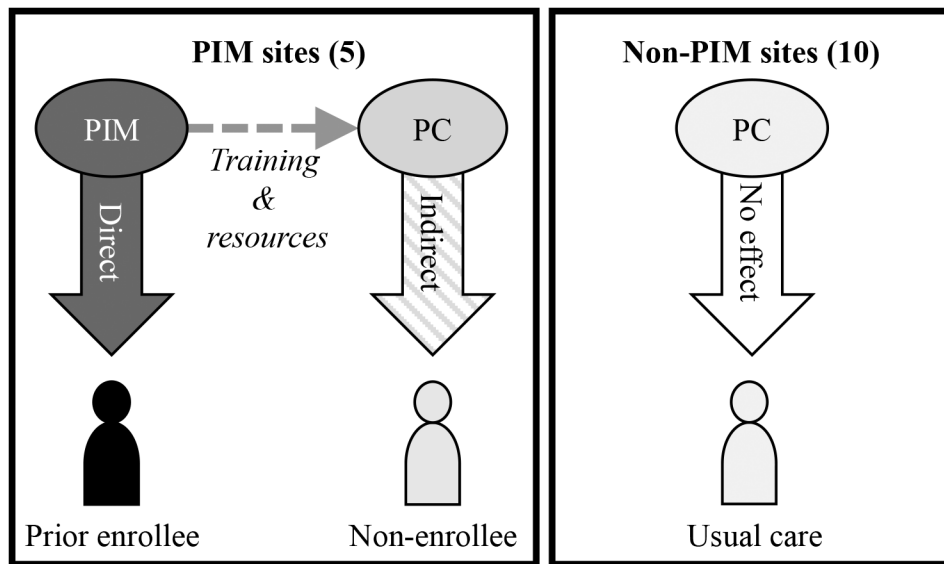 PIM sites (5)
PIM
Training
&
resources
PC
Direct
Indirect
Prior enrollee
Non-enrollee
Non-PIM sites (10)
PC
No effect
Usual care